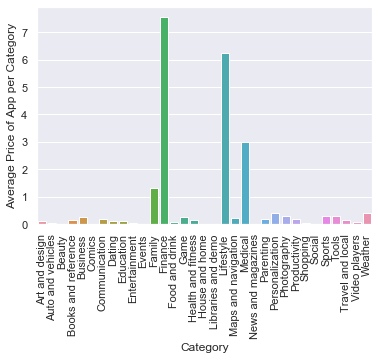 Average Price of App per Category
7
6
5
4
3
2
1
0
Art and design
Auto and vehicles
Beauty
Books and reference
Business
Comics
Communication
Dating
Education
Entertainment
Events
Family
Finance
Food and drink
Game
Health and fitness
House and home
Libraries and demo
Lifestyle
Maps and navigation
Medical
News and magazines
Parenting
Personalization
Photography
Productivity
Shopping
Social
Sports
Tools
Travel and local
Video players
Weather
Category